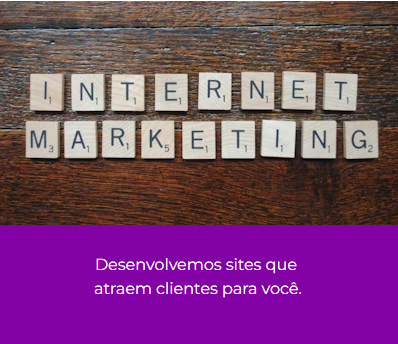 INTERNET
MARKETING
Desenvolvemos sites que
atraem clientes para você.